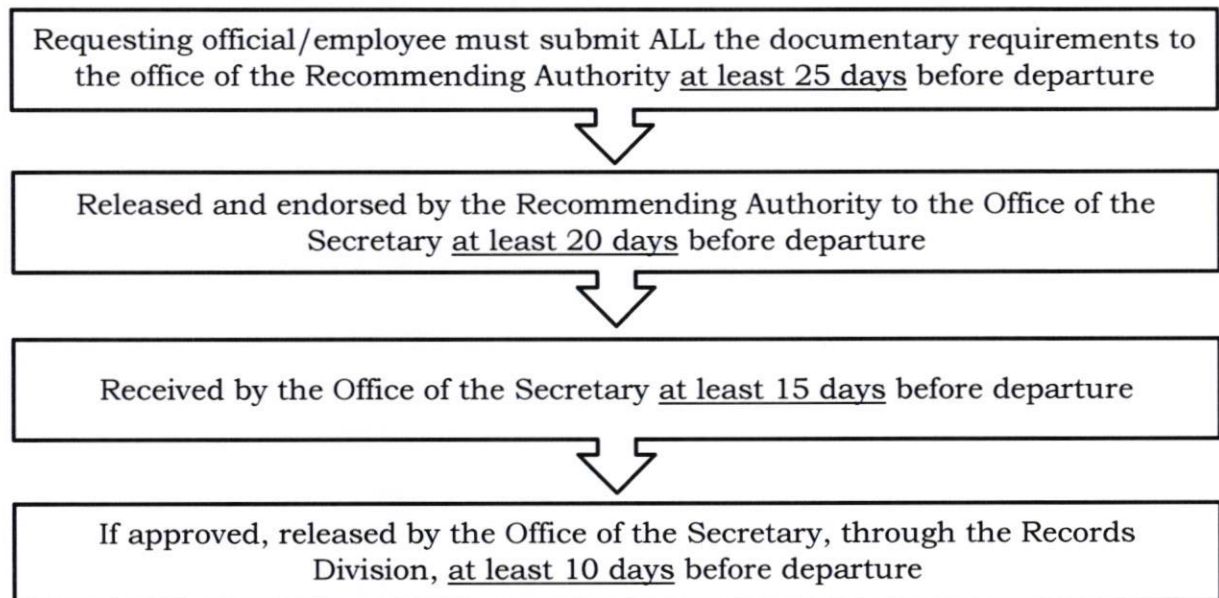 Requesting official/employee must submit ALL the documentary requirements to
the office of the Recommending Authority at least 25 days before departure
Released and endorsed by the Recommending Authority to the Office of the
Secretary at least 20 days before departure
Received by the Office of the Secretary at least 15 days before departure
If approved, released by the Office of the Secretary, through the Records
Division, at least 10 days before departure